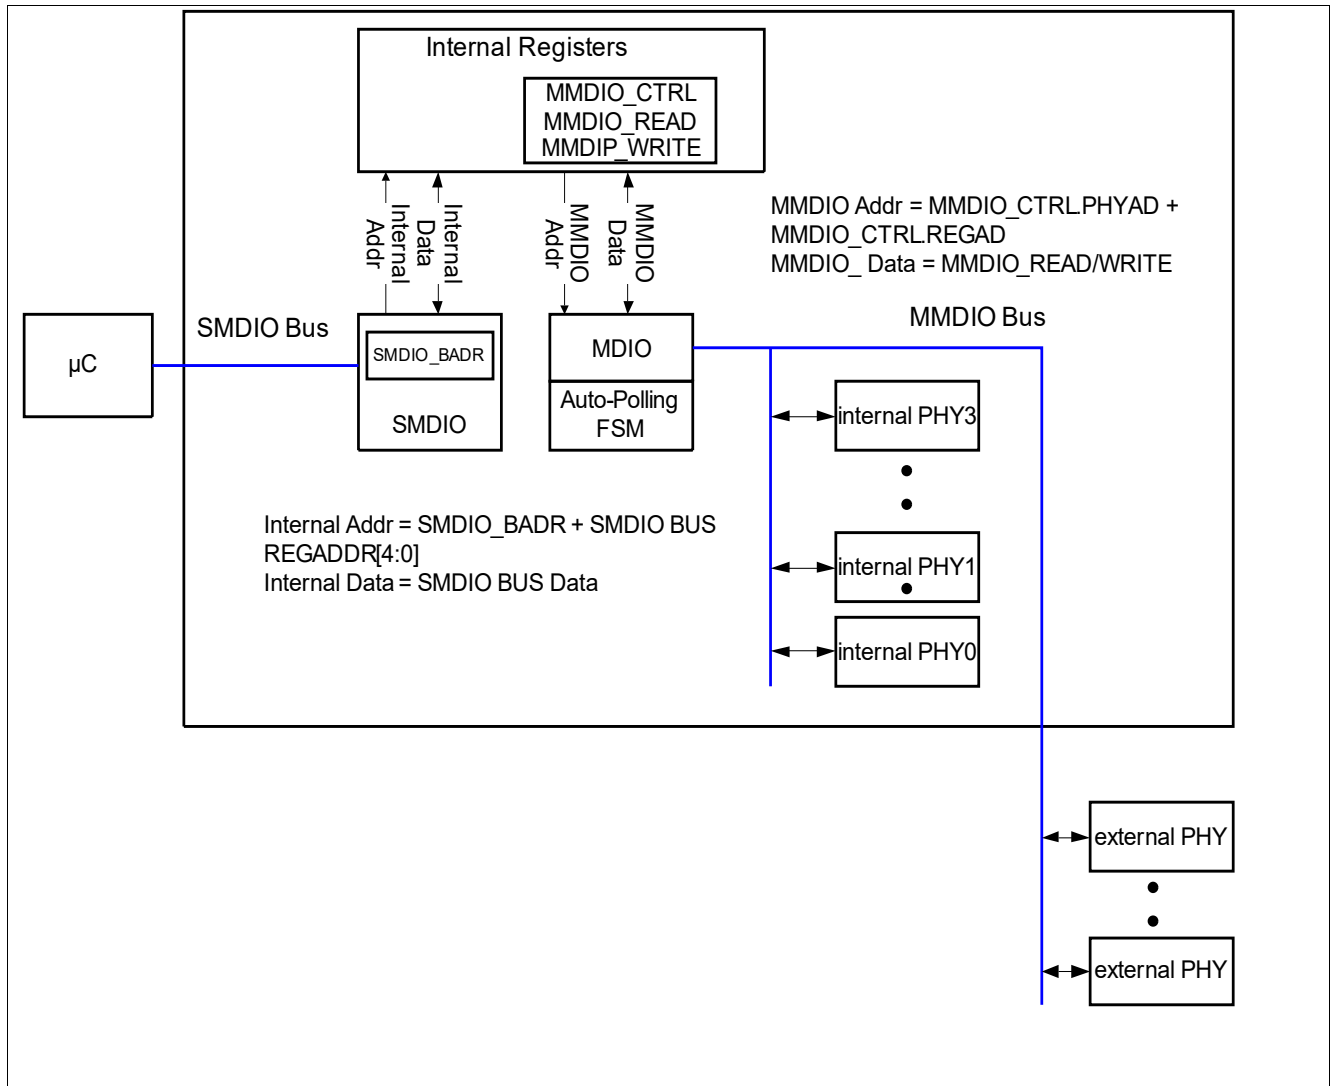 Internal Registers
MMDIO_CTRL
MMDIO_READ
MMDIP_WRITE
Internal
Addr
Internal
Data
MMDIO
Addr
MMDIO
Data
MMDIO Addr = MMDIO_CTRL.PHYAD +
MMDIO_CTRL.REGAD
MMDIO_ Data = MMDIO_READ/WRITE
SMDIO Bus
MMDIO Bus
µC
SMDIO_BADR
SMDIO
MDIO
Auto-Polling
FSM
internal PHY3
Internal Addr = SMDIO_BADR + SMDIO BUS
REGADDR[4:0]
Internal Data = SMDIO BUS Data
internal PHY1
internal PHY0
external PHY
external PHY